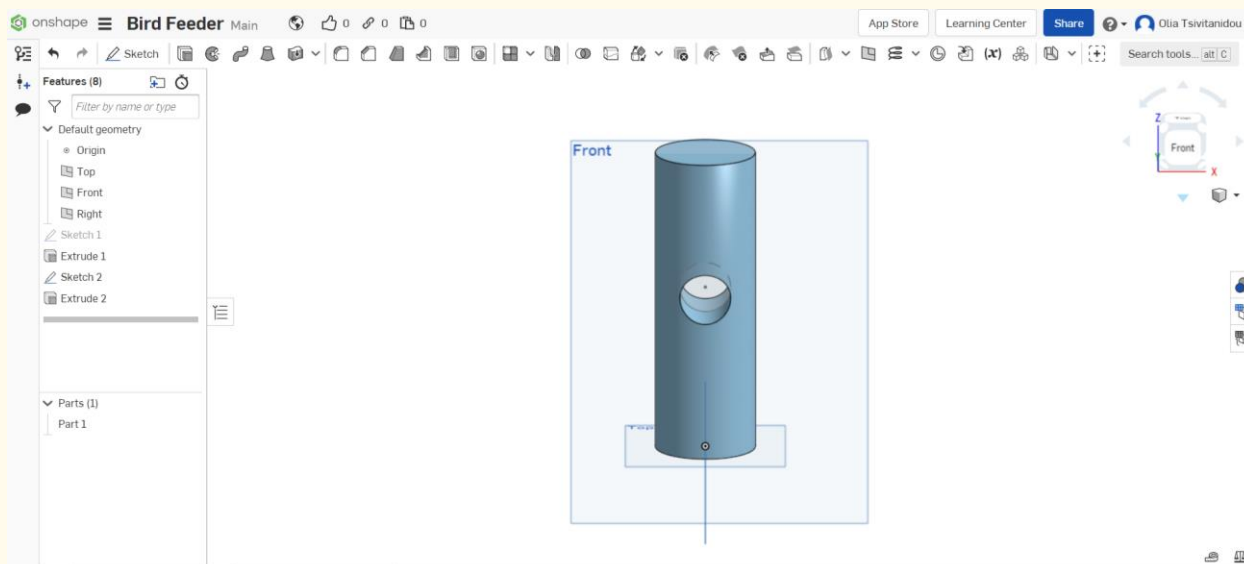 onshape Bird Feeder Main 0 0 0 App Store Learning Center Share Olia Tsivitanidou
Sketch Search tools... alt C
Features (8)
Filter by name or type
Default geometry
Origin
Top
Front
Right
Sketch 1
Extrude 1
Sketch 2
Extrude 2
Parts (1)
Part 1
Front
Top
Z
Front
X